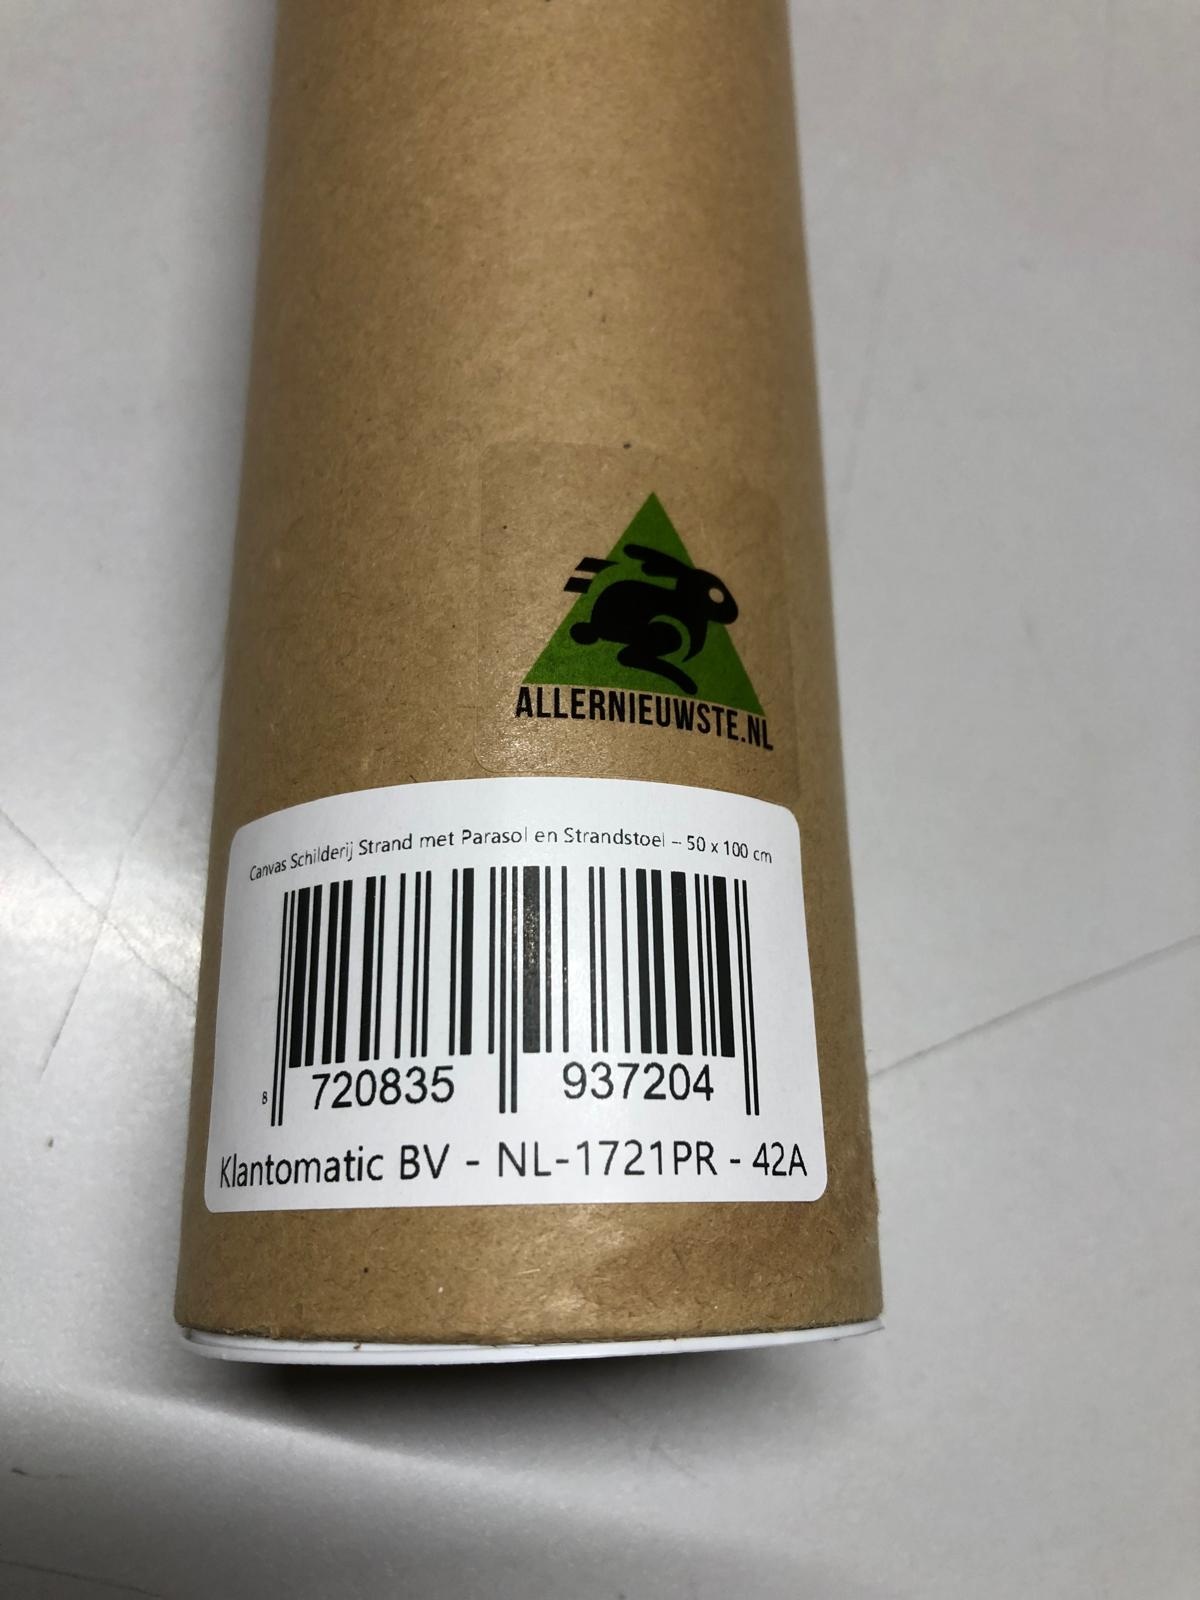 ALLERNIEUWSTE.NL
Canvas Schilderij Strand met Parasol en Strandstoel – 50 x 100 cm
8 720835 937204
Klantomatic BV - NL-1721PR - 42A